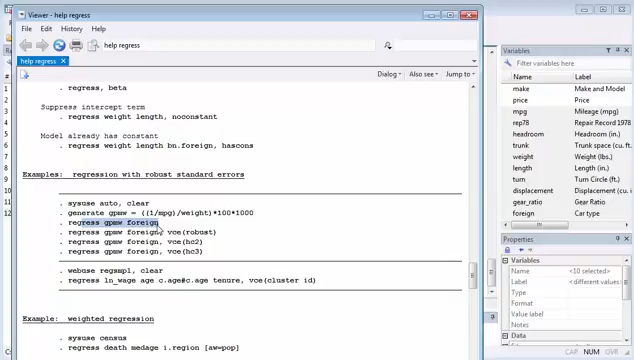 Viewer - help regress
File Edit History Help
help regress
help regress
Dialog Also see Jump to
. regress, beta
Suppress intercept term
. regress weight length, noconstant
Model already has constant
. regress weight length bn.foreign, hascons
Examples: regression with robust standard errors
. sysuse auto, clear
. generate gpmw = ((1/mpg)/weight)*100*1000
. regress gpmw foreign
. regress gpmw foreign, vce(robust)
. regress gpmw foreign, vce(hc2)
. regress gpmw foreign, vce(hc3)
. webuse regsmpl, clear
. regress ln_wage age c.age#c.age tenure, vce(cluster id)
Example: weighted regression
. sysuse census
. regress death medage i.region [aw=pop]
Variables
Filter variables here
Name Label
make Make and Model
price Price
mpg Mileage (mpg)
rep78 Repair Record 1978
headroom Headroom (in.)
trunk Trunk space (cu. ft
weight Weight (lbs.)
length Length (in.)
turn Turn Circle (ft.)
displacement Displacement (cu. in
gear_ratio Gear Ratio
foreign Car type
Properties
Variables
Name <10 selected>
Label <different values>
Type
Format
Value label
Notes
CAP NUM OVR